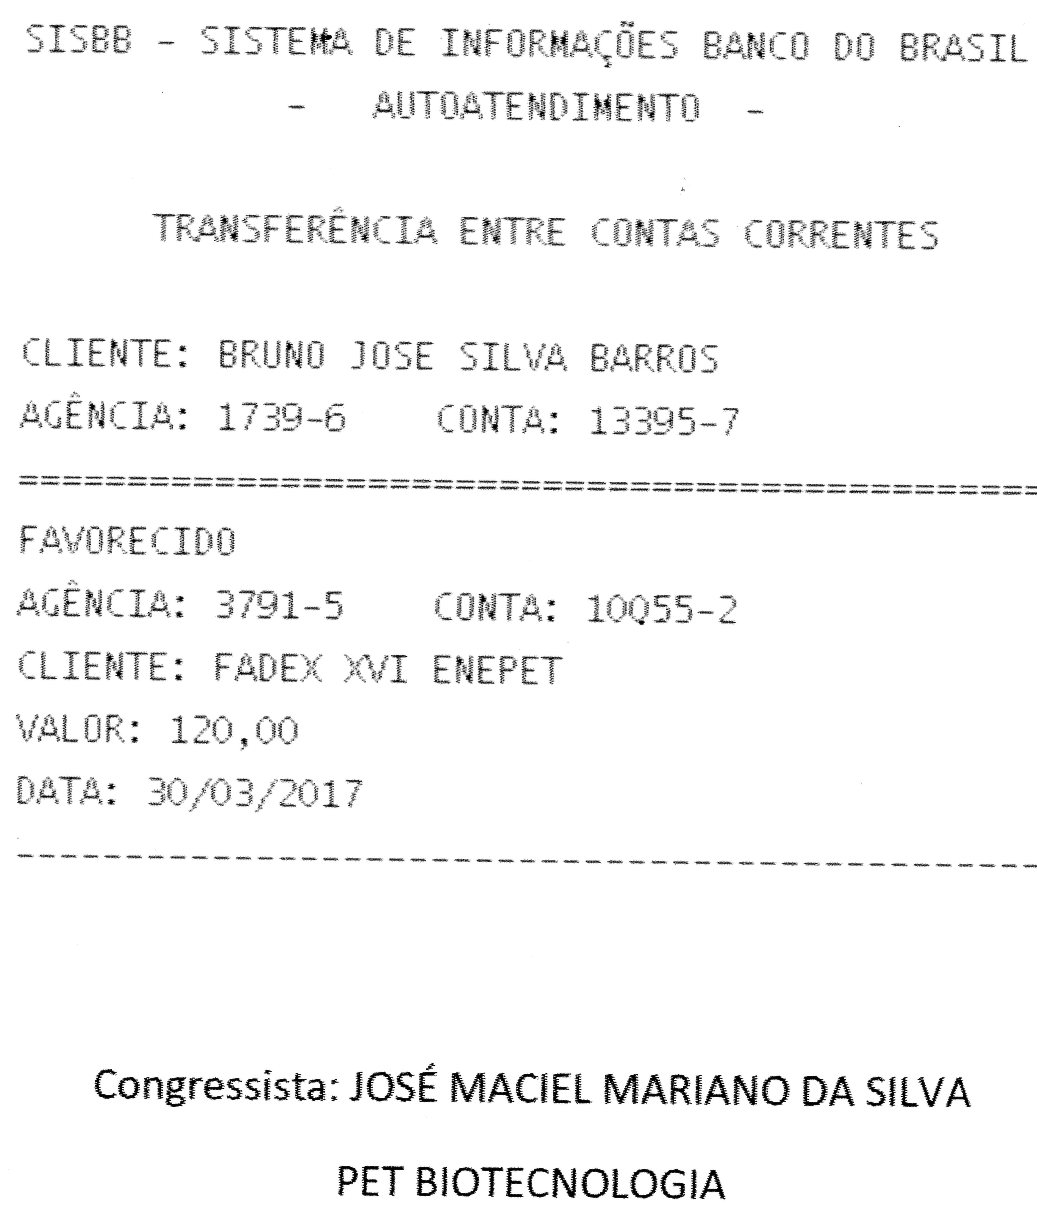 SISBB - SISTEMA DE INFORMAÇÕES BANCO DO BRASIL
- AUTOATENDIMENTO -
TRANSFERÊNCIA ENTRE CONTAS CORRENTES
CLIENTE: BRUNO JOSE SILVA BARROS
AGÊNCIA: 1739-6 CONTA: 13395-7
================================================
FAVORECIDO
AGÊNCIA: 3791-5 CONTA: 10055-2
CLIENTE: FADEX XVI ENEPET
VALOR: 120,00
DATA: 30/03/2017
------------------------------------------------
Congressista: JOSÉ MACIEL MARIANO DA SILVA
PET BIOTECNOLOGIA